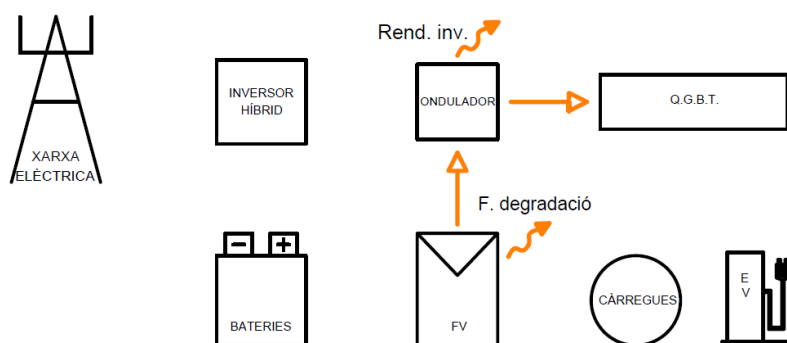 Rend. inv.
INVERSOR
HÍBRID
ONDULADOR
Q.G.B.T.
XARXA
ELÈCTRICA
F. degradació
BATERIES
FV
CÀRREGUES
E
V